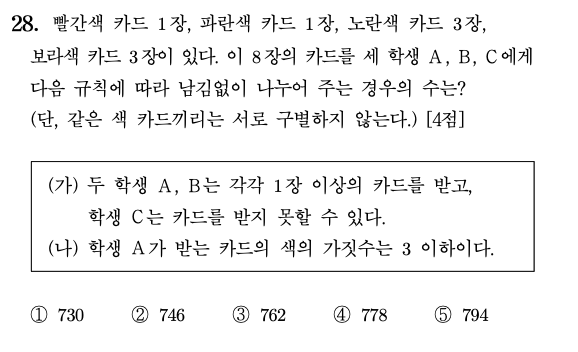 28. 빨간색 카드 1장, 파란색 카드 1장, 노란색 카드 3장,
보라색 카드 3장이 있다. 이 8장의 카드를 세 학생 A, B, C에게
다음 규칙에 따라 남김없이 나누어 주는 경우의 수는?
(단, 같은 색 카드끼리는 서로 구별하지 않는다.) [4점]
(가) 두 학생 A, B는 각각 1장 이상의 카드를 받고,
학생 C는 카드를 받지 못할 수 있다.
(나) 학생 A가 받는 카드의 색의 가짓수는 3 이하이다.
① 730 ② 746 ③ 762 ④ 778 ⑤ 794